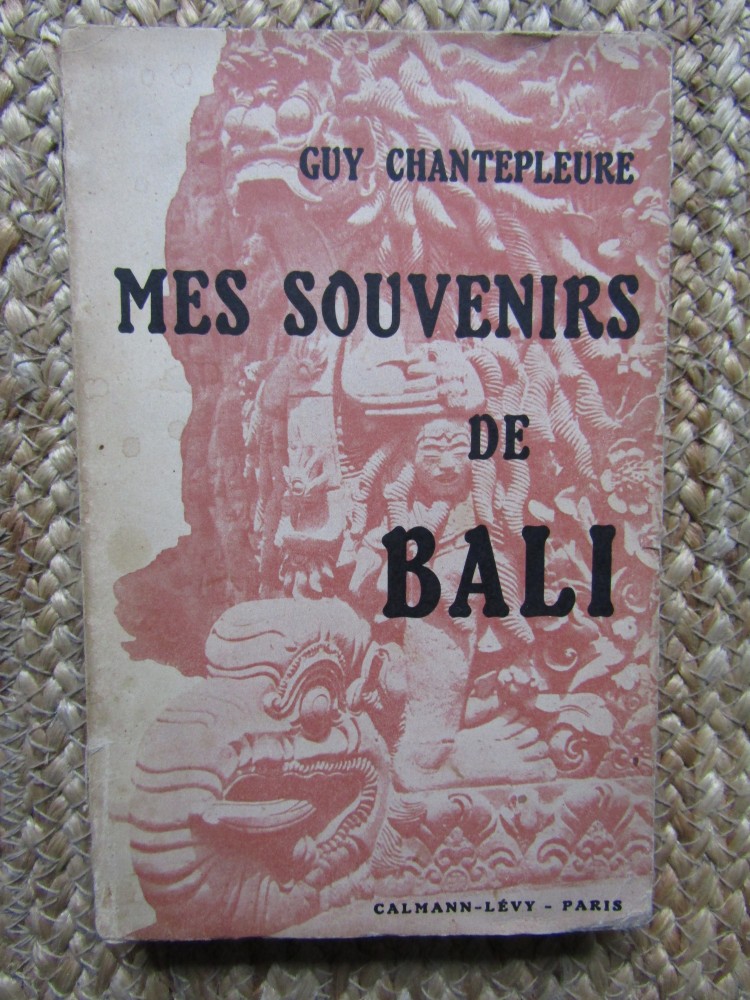 GUY CHANTEPLEURE
MES SOUVENIRS
DE
BALI
CALMANN-LÉVY - PARIS